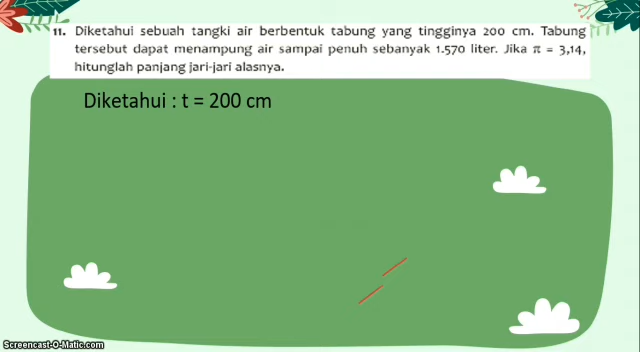 11. Diketahui sebuah tangki air berbentuk tabung yang tingginya 200 cm. Tabung
tersebut dapat menampung air sampai penuh sebanyak 1.570 liter. Jika π = 3,14,
hitunglah panjang jari-jari alasnya.
Diketahui : t = 200 cm
Screencast-O-Matic.com